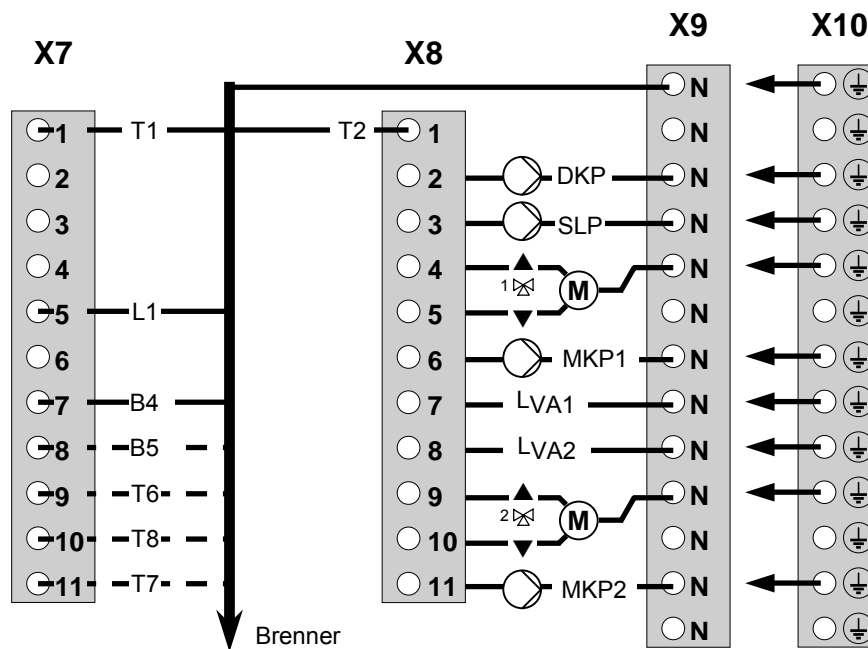 X9 X10
X7 X8
N
1 T1 T2 1 N
2 2 DKP N
3 3 SLP N
4 4 N
1 M
5 L1 5 N
6 6 MKP1 N
7 B4 7 LVA1 N
8 B5 8 LVA2 N
9 T6 9 N
2 M
10 T8 10 N
11 T7 11 MKP2 N
Brenner N